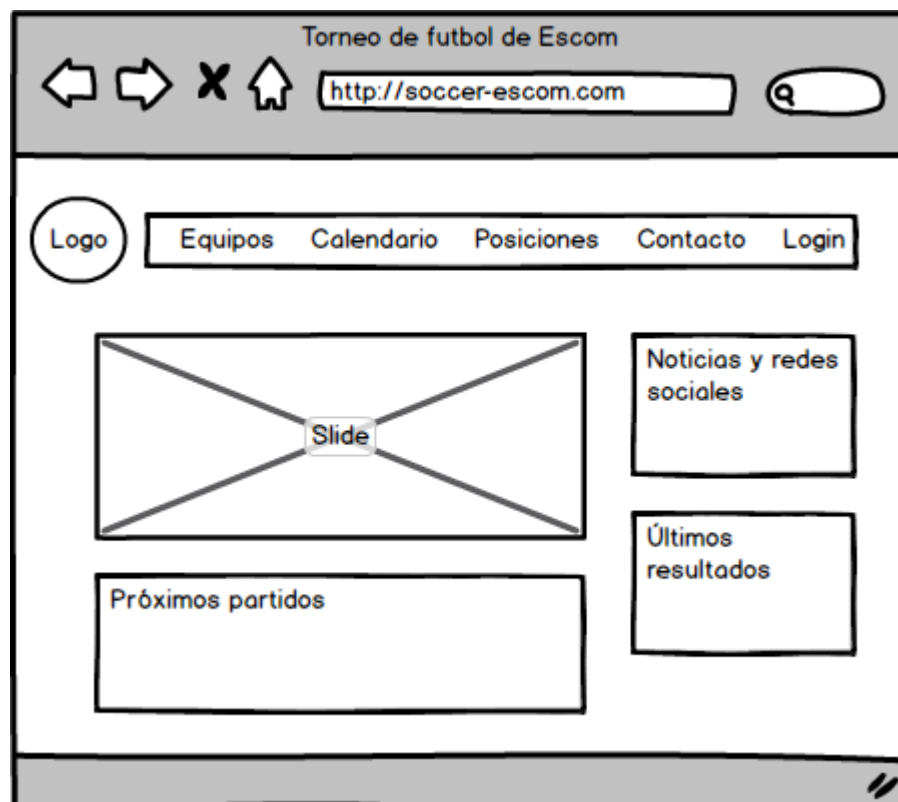 Torneo de futbol de Escom
http://soccer-escom.com
Logo
Equipos Calendario Posiciones Contacto Login
Slide
Noticias y redes
sociales
Últimos
resultados
Próximos partidos